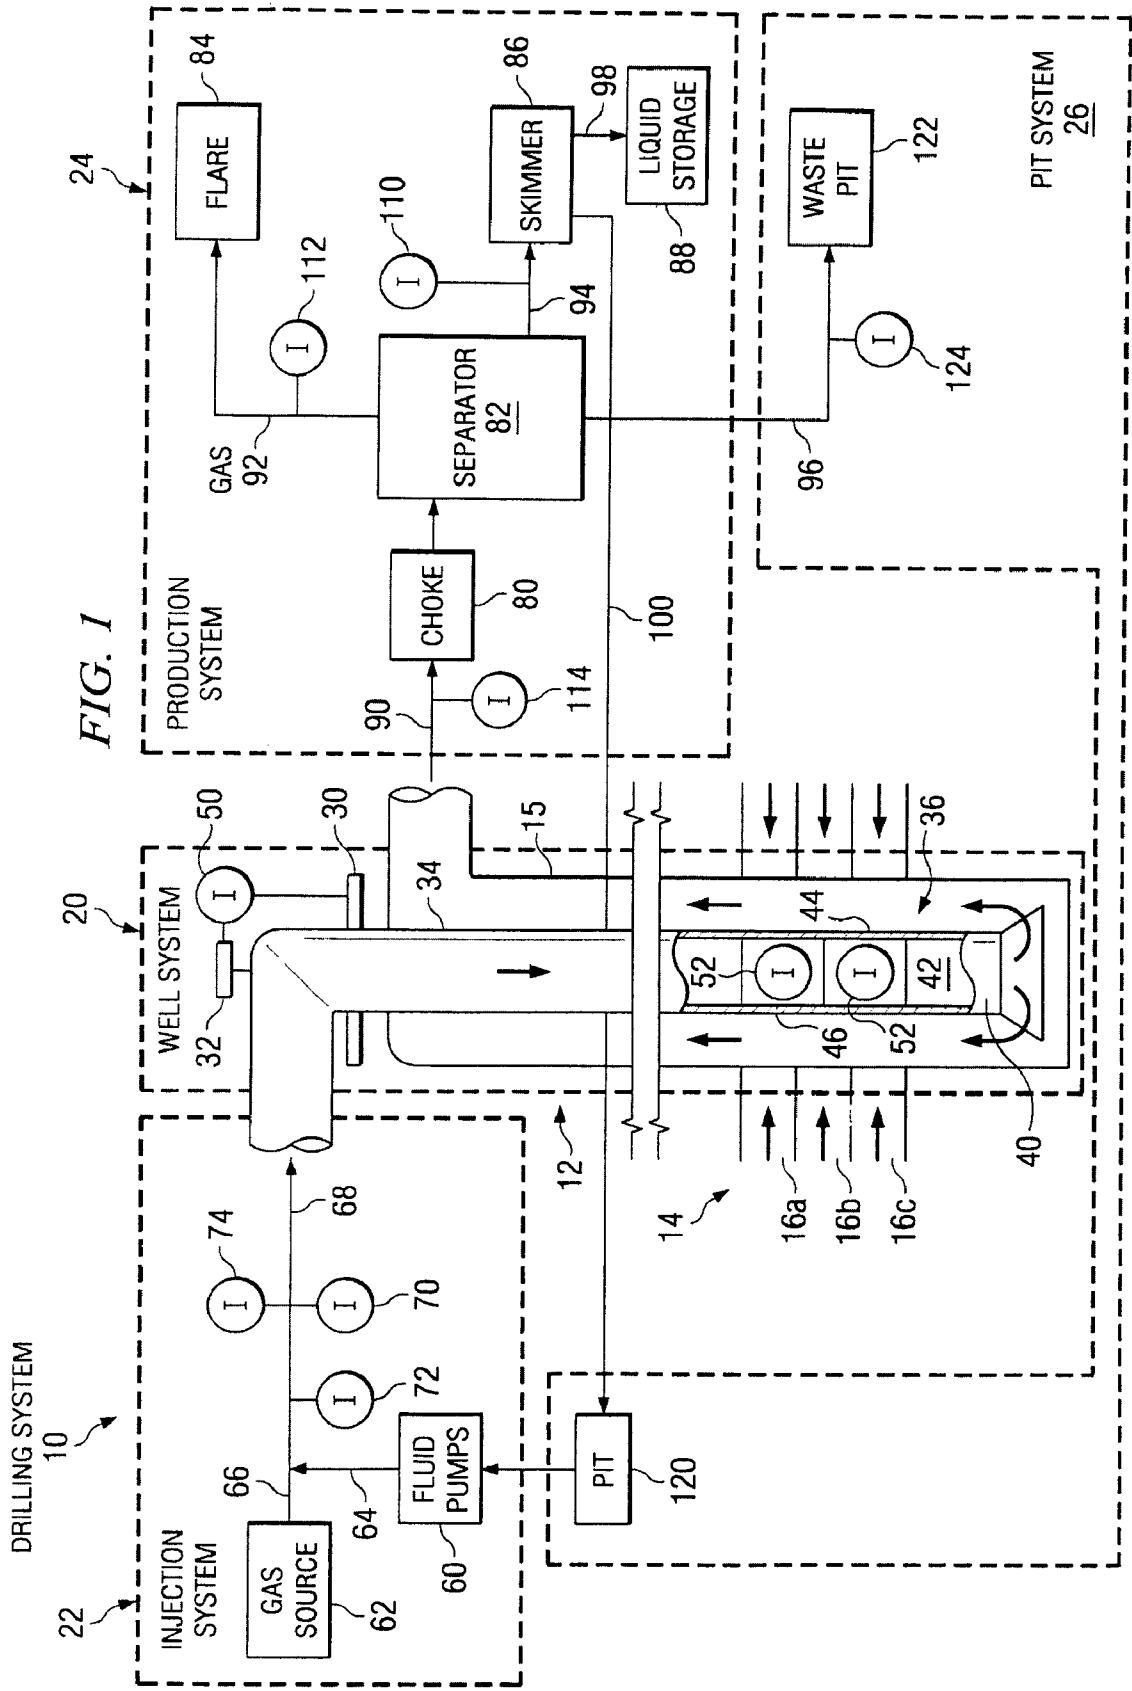 FIG. 1
DRILLING SYSTEM
10
22
INJECTION
SYSTEM
GAS
SOURCE
62
66
64
FLUID
PUMPS
60
I
72
I
74
I
70
68
20
WELL SYSTEM
32
I
50
30
34
15
12
14
16a
16b
16c
52
I
I
52
42
44
46
36
40
24
PRODUCTION
SYSTEM
90
I
114
CHOKE
80
SEPARATOR
82
GAS
92
I
112
FLARE
84
I
110
94
SKIMMER
86
98
LIQUID
STORAGE
88
100
96
PIT
120
I
124
WASTE
PIT
122
PIT SYSTEM
26